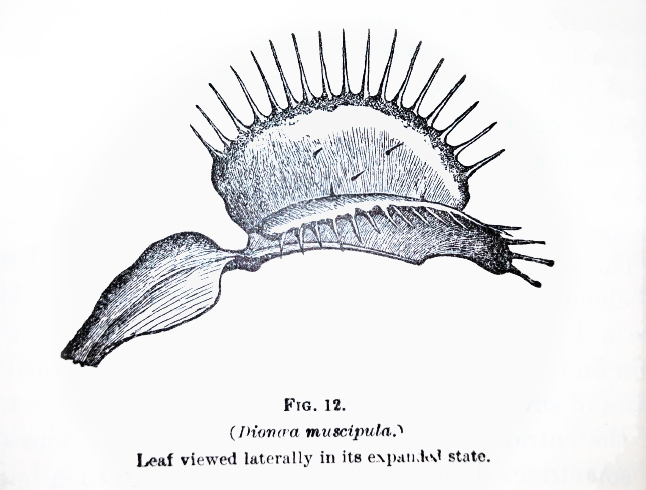 Fig. 12.
(Dionæa muscipula.)
Leaf viewed laterally in its expanded state.